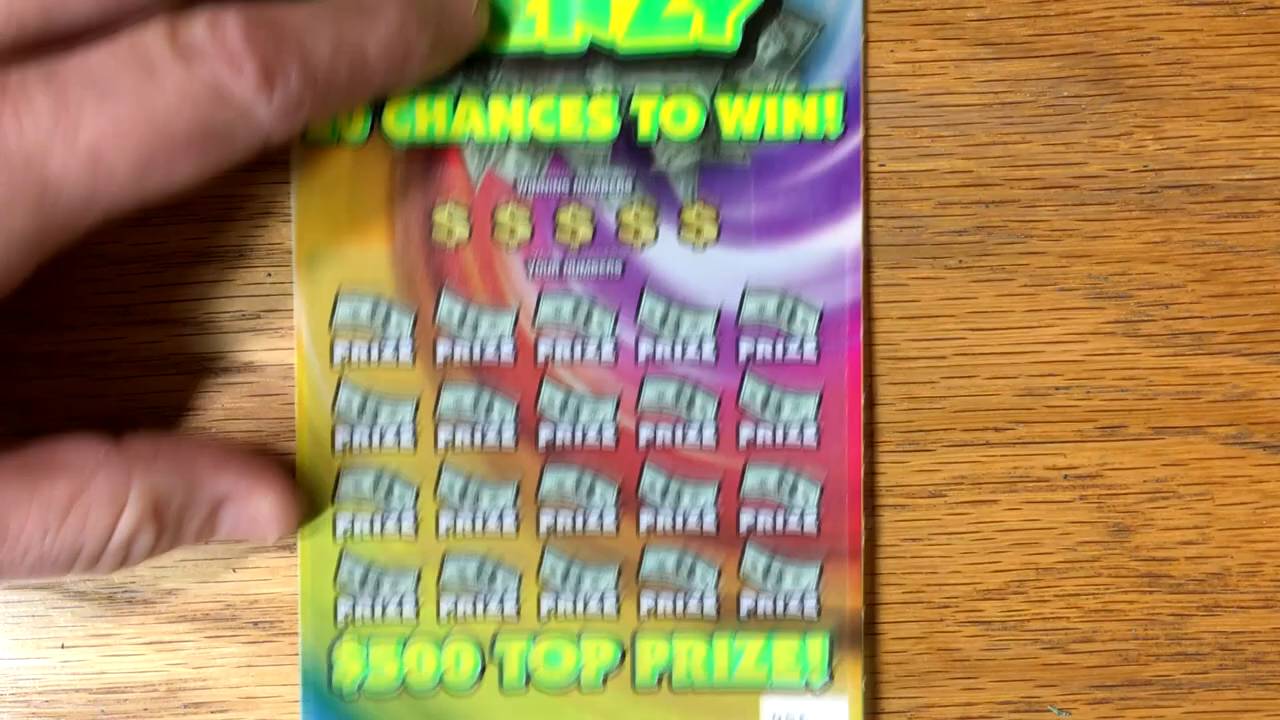 CHANCES TO WIN!
WINNING NUMBERS
$ $ $ $ $
YOUR NUMBERS
PRIZE PRIZE PRIZE PRIZE PRIZE
PRIZE PRIZE PRIZE PRIZE PRIZE
PRIZE PRIZE PRIZE PRIZE PRIZE
PRIZE PRIZE PRIZE PRIZE PRIZE
$500 TOP PRIZE!